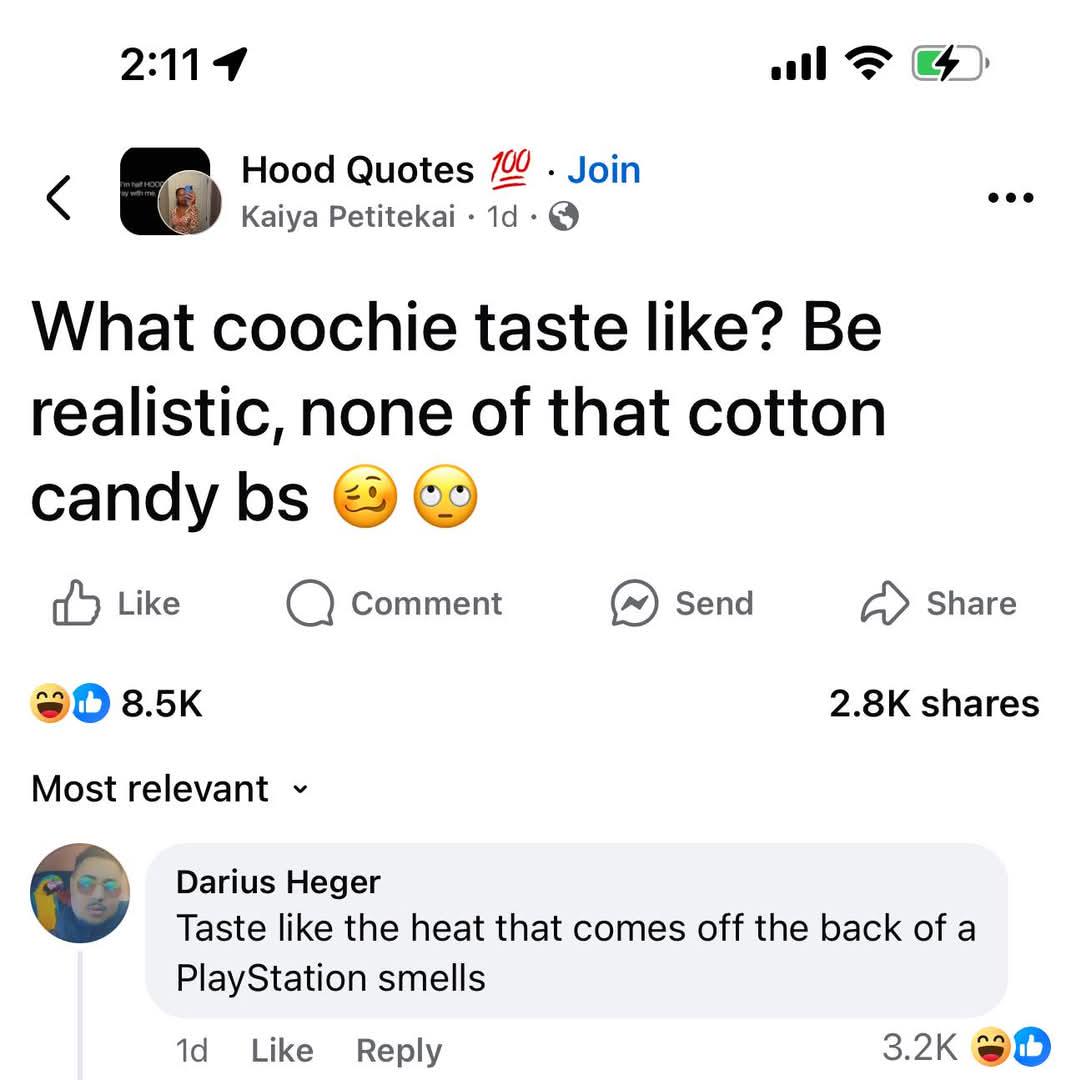 2:11
Hood Quotes 💯 · Join
Kaiya Petitekai · 1d ·
What coochie taste like? Be
realistic, none of that cotton
candy bs 🥴🙄
Like Comment Send Share
8.5K 2.8K shares
Most relevant
Darius Heger
Taste like the heat that comes off the back of a
PlayStation smells
1d Like Reply 3.2K